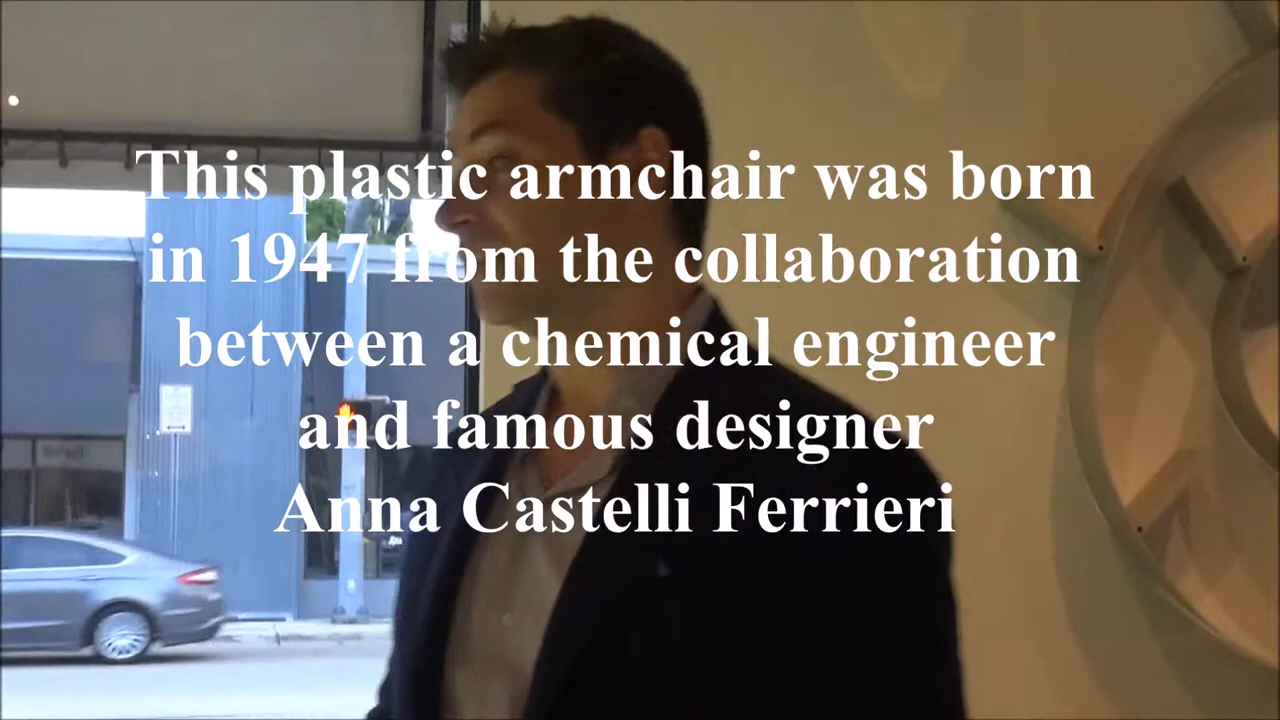 This plastic armchair was born
in 1947 from the collaboration
between a chemical engineer
and famous designer
Anna Castelli Ferrieri